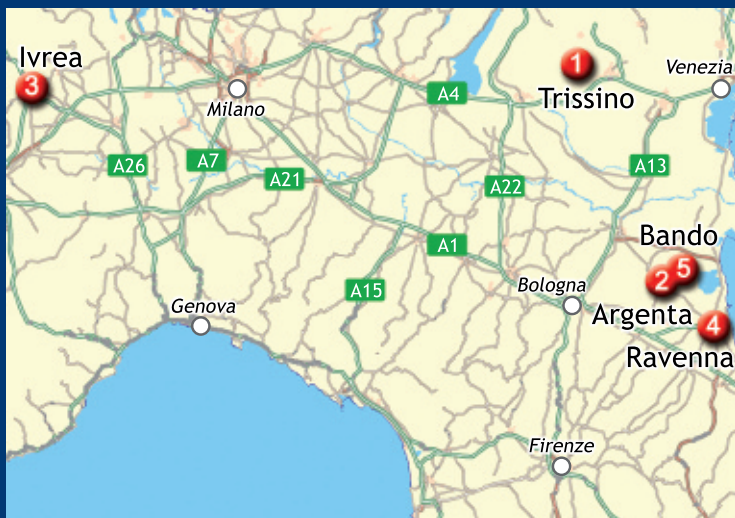 Ivrea
3
Milano
A4
1
Trissino
Venezia
A26
A7
A21
A22
A13
A1
A15
Genova
Bologna
Bando
5
2
Argenta
4
Ravenna
Firenze